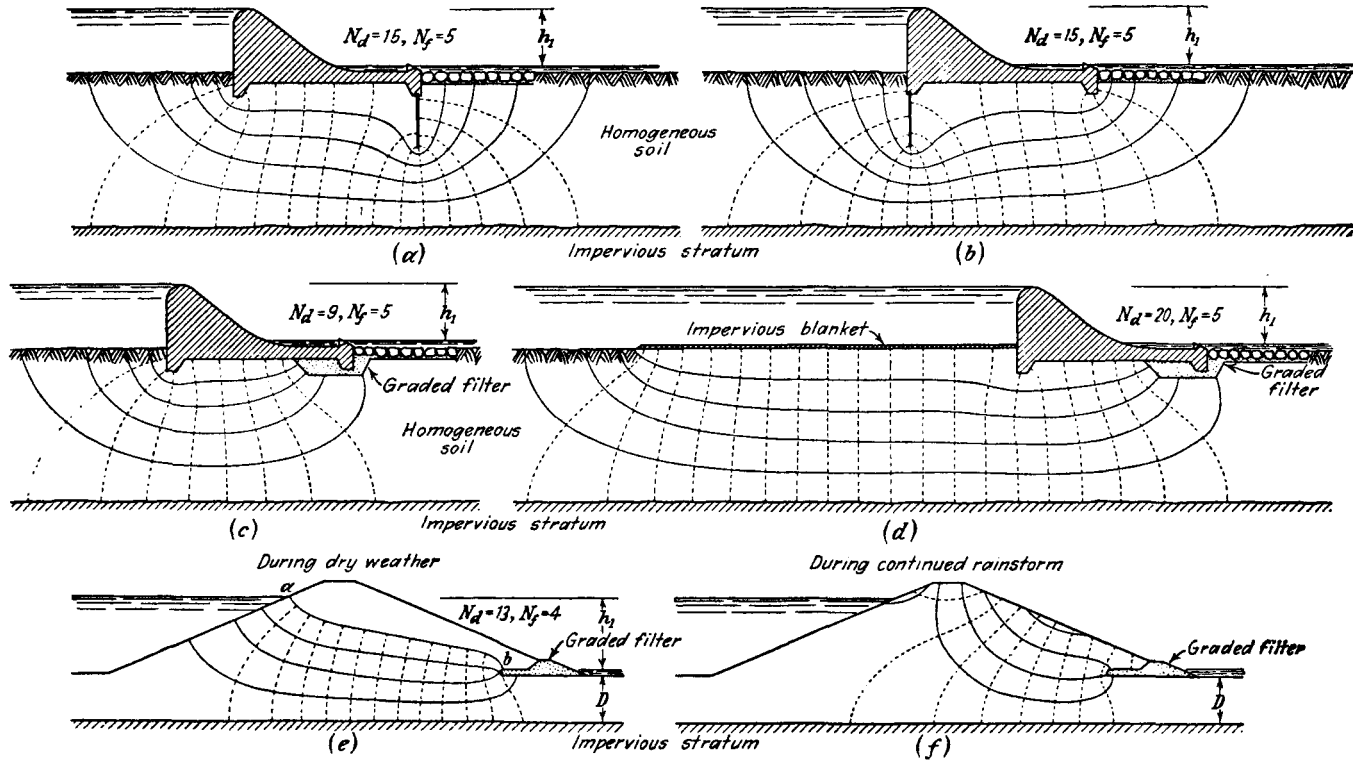 N_d=15, N_f=5
h_1
Homogeneous soil
(a)
N_d=15, N_f=5
h_1
(b)
Impervious stratum
N_d=9, N_f=5
h_1
Graded filter
Homogeneous soil
(c)
Impervious blanket
N_d=20, N_f=5
h_1
Graded filter
(d)
Impervious stratum
During dry weather
a
N_d=13, N_f=4
h_1
Graded filter
b
D
(e)
During continued rainstorm
Graded filter
D
(f)
Impervious stratum